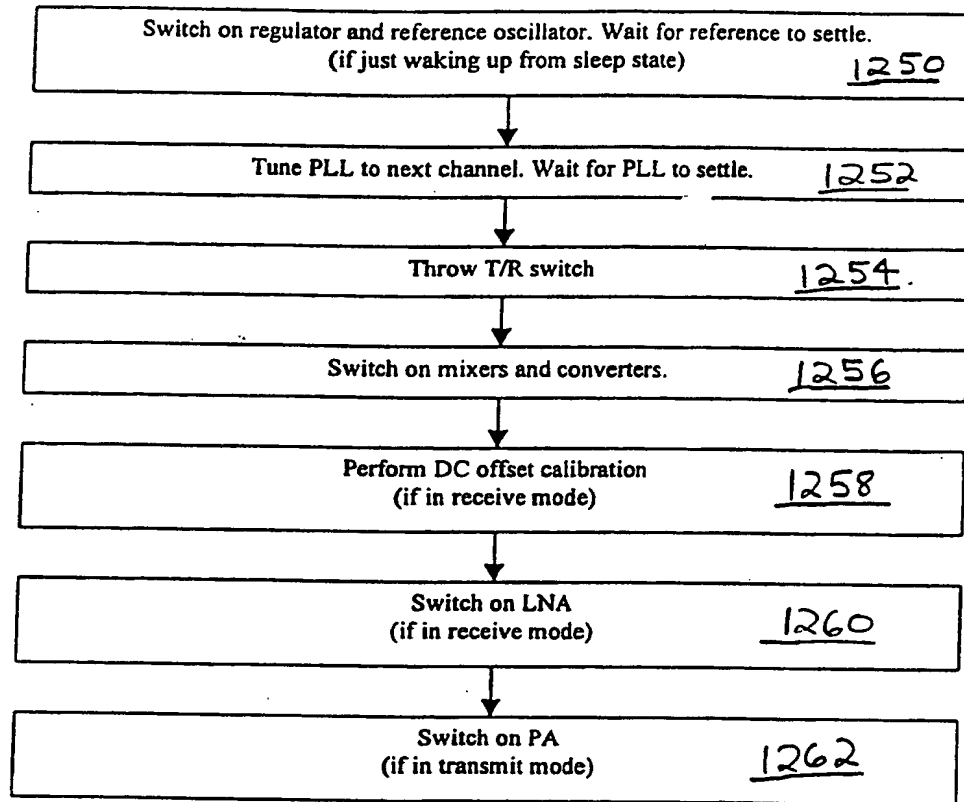 Switch on regulator and reference oscillator. Wait for reference to settle.
(if just waking up from sleep state)
1250
Tune PLL to next channel. Wait for PLL to settle.
1252
Throw T/R switch
1254.
Switch on mixers and converters.
1256
Perform DC offset calibration
(if in receive mode)
1258
Switch on LNA
(if in receive mode)
1260
Switch on PA
(if in transmit mode)
1262